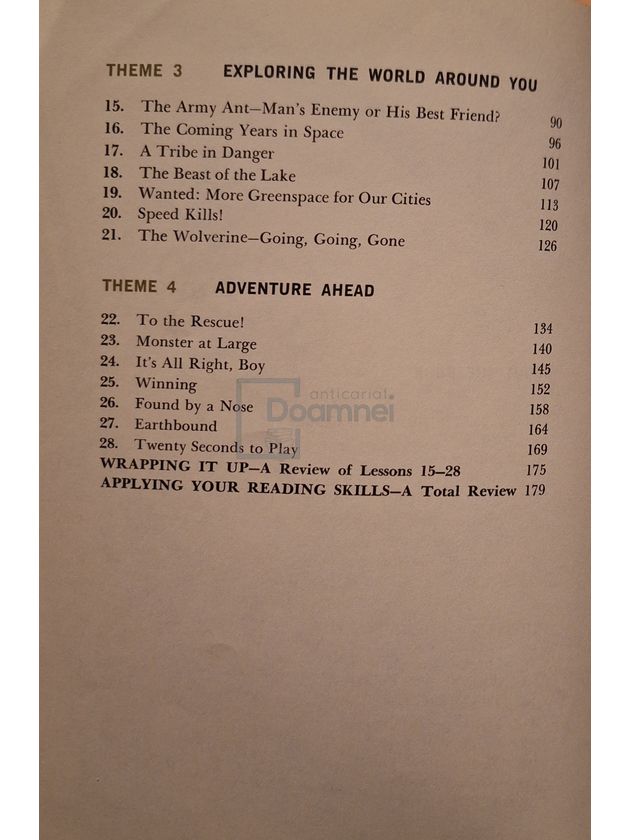 THEME 3 EXPLORING THE WORLD AROUND YOU
15. The Army Ant—Man's Enemy or His Best Friend? 90
16. The Coming Years in Space 96
17. A Tribe in Danger 101
18. The Beast of the Lake 107
19. Wanted: More Greenspace for Our Cities 113
20. Speed Kills! 120
21. The Wolverine—Going, Going, Gone 126
THEME 4 ADVENTURE AHEAD
22. To the Rescue! 134
23. Monster at Large 140
24. It's All Right, Boy 145
25. Winning 152
anticariat
26. Found by a Nose 158
Doamnei
27. Earthbound 164
28. Twenty Seconds to Play 169
WRAPPING IT UP—A Review of Lessons 15–28 175
APPLYING YOUR READING SKILLS—A Total Review 179